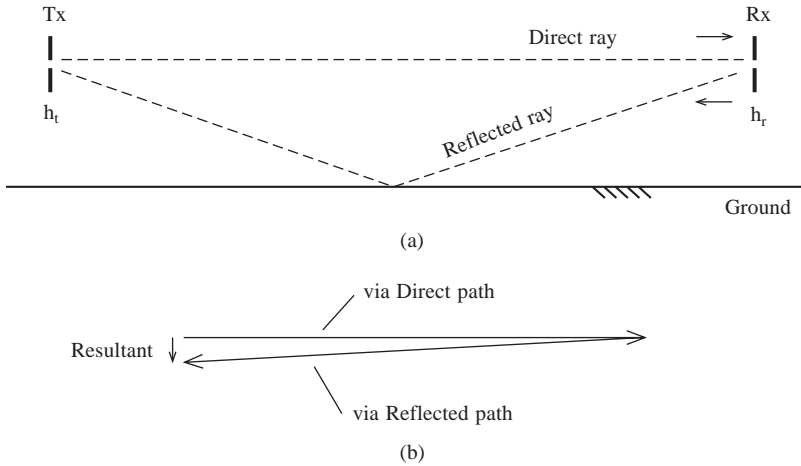 Tx
Rx
Direct ray
h_t
h_r
Reflected ray
Ground
(a)
via Direct path
Resultant
via Reflected path
(b)